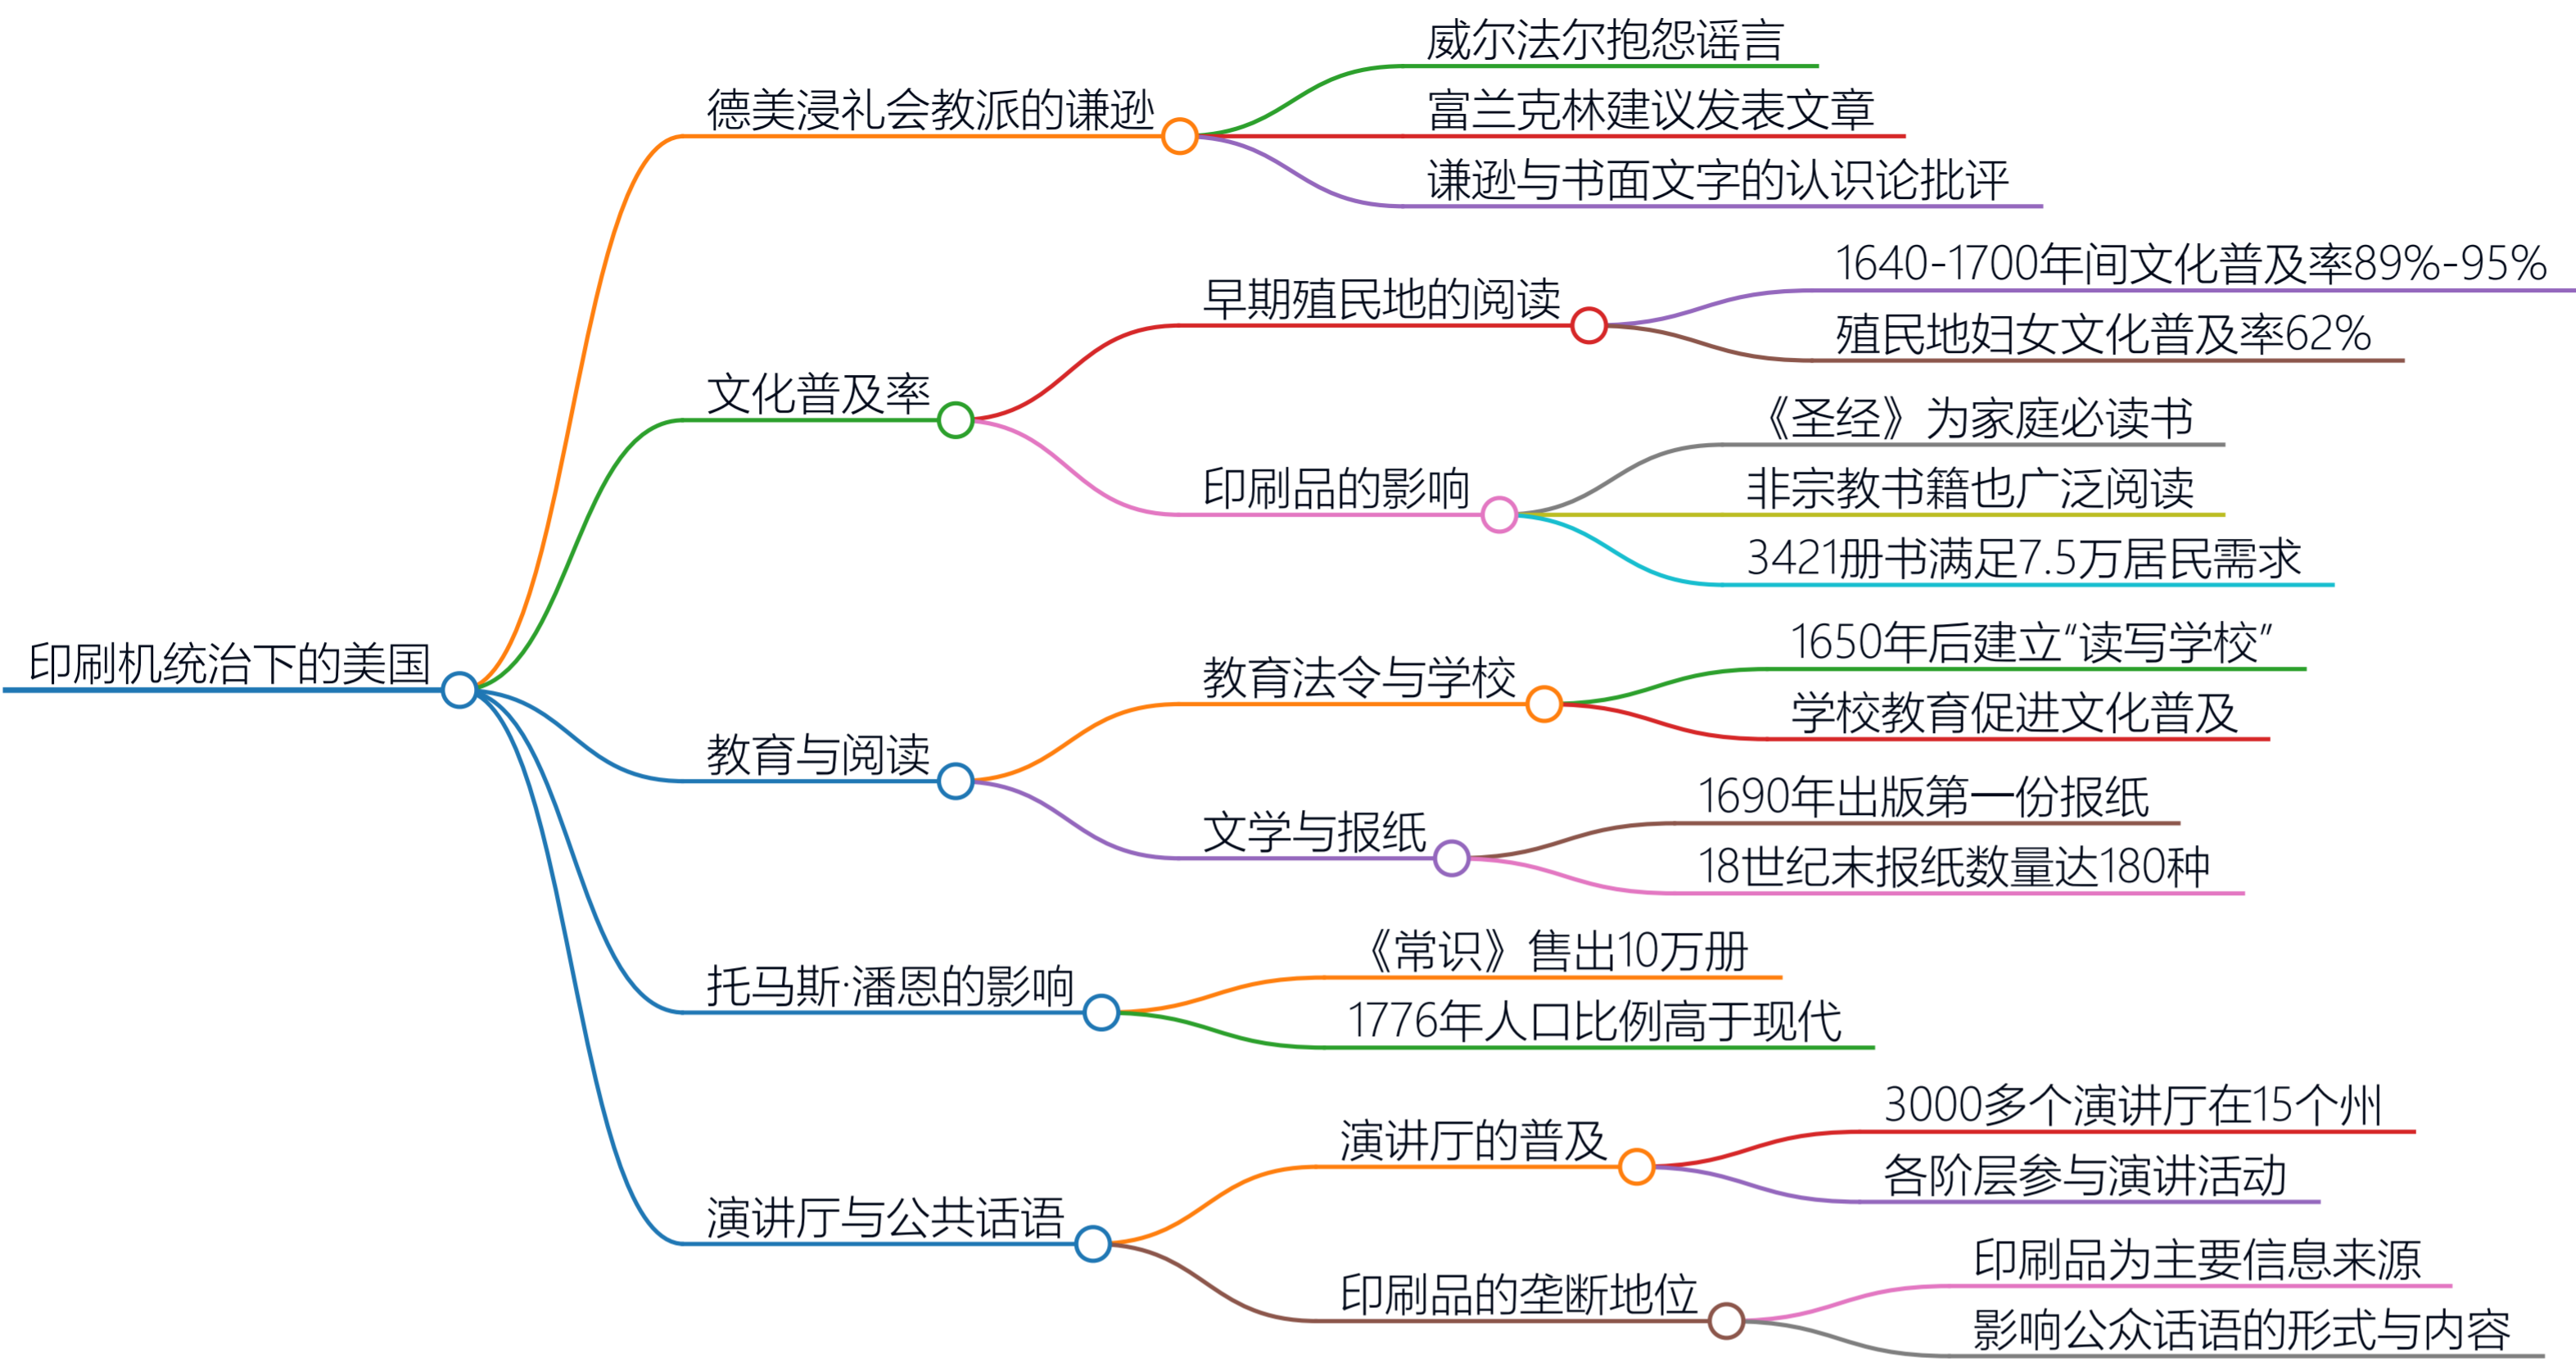 印刷机统治下的美国
德美浸礼会教派的谦逊
威尔法尔抱怨谣言
富兰克林建议发表文章
谦逊与书面文字的认识论批评
文化普及率
早期殖民地的阅读
1640-1700年间文化普及率89%-95%
殖民地妇女文化普及率62%
印刷品的影响
《圣经》为家庭必读书
非宗教书籍也广泛阅读
3421册书满足7.5万居民需求
教育与阅读
教育法令与学校
1650年后建立“读写学校”
学校教育促进文化普及
文学与报纸
1690年出版第一份报纸
18世纪末报纸数量达180种
托马斯·潘恩的影响
《常识》售出10万册
1776年人口比例高于现代
演讲厅与公共话语
演讲厅的普及
3000多个演讲厅在15个州
各阶层参与演讲活动
印刷品的垄断地位
印刷品为主要信息来源
影响公众话语的形式与内容